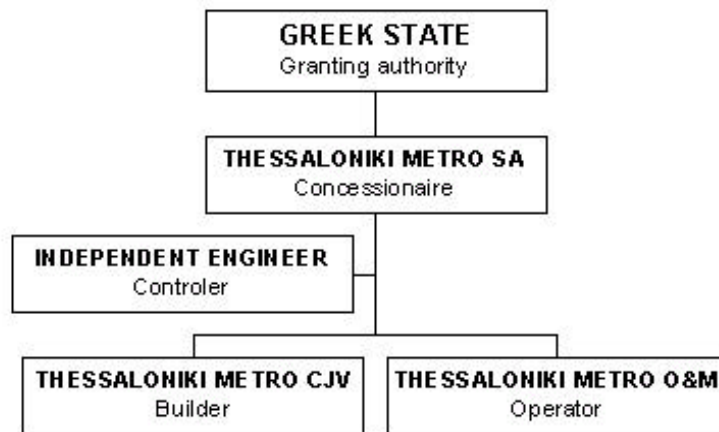 GREEK STATE
Granting authority
THESSALONIKI METRO SA
Concessionaire
INDEPENDENT ENGINEER
Controler
THESSALONIKI METRO CJV
Builder
THESSALONIKI METRO O&M
Operator